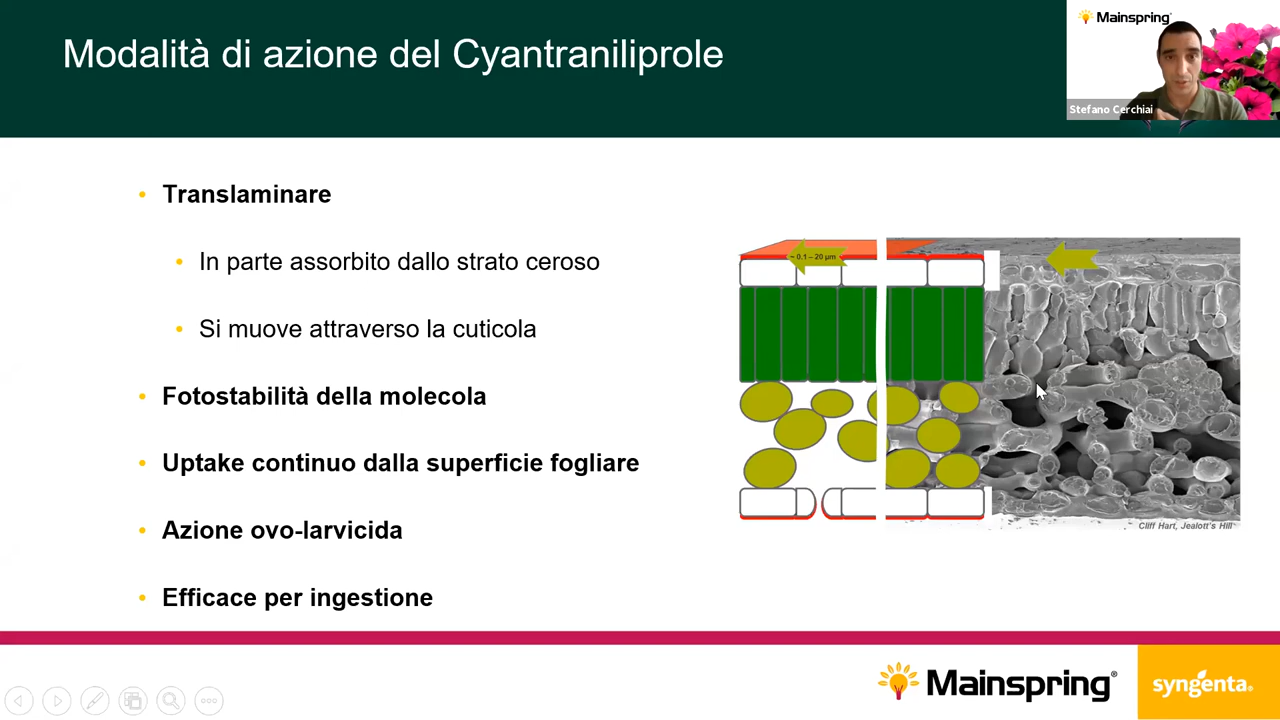 Modalità di azione del Cyantraniliprole
Mainspring®
Stefano Cerchiai
• Translaminare
• In parte assorbito dallo strato ceroso
• Si muove attraverso la cuticola
• Fotostabilità della molecola
• Uptake continuo dalla superficie fogliare
• Azione ovo-larvicida
• Efficace per ingestione
~ 0.1 – 20 μm
Cliff Hart, Jealott's Hill
Mainspring®
syngenta®